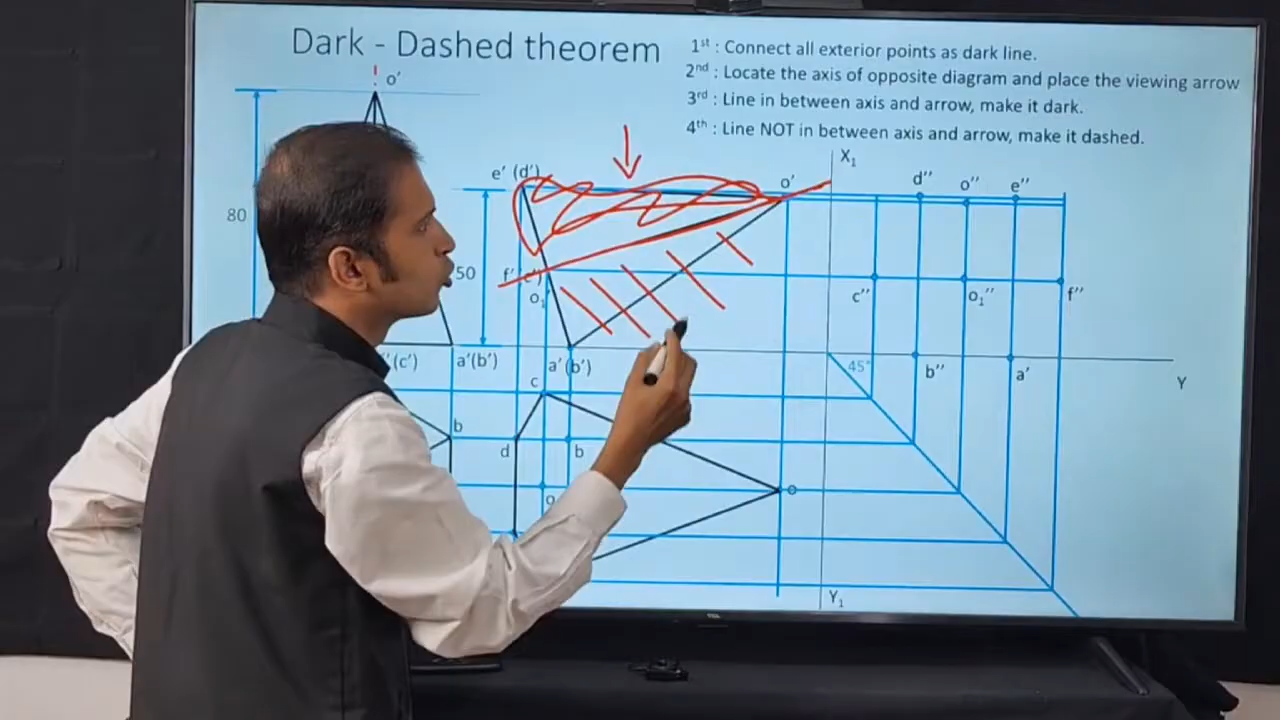 Dark - Dashed theorem
1st : Connect all exterior points as dark line.
2nd : Locate the axis of opposite diagram and place the viewing arrow
3rd : Line in between axis and arrow, make it dark.
4th : Line NOT in between axis and arrow, make it dashed.
o'
X1
e' (d')
o'
d"
o"
e"
80
50
o1
c"
o1"
f"
(c')
a'(b')
a' (b')
45°
b"
a'
Y
c
b
d
b
o
Y1
TCL